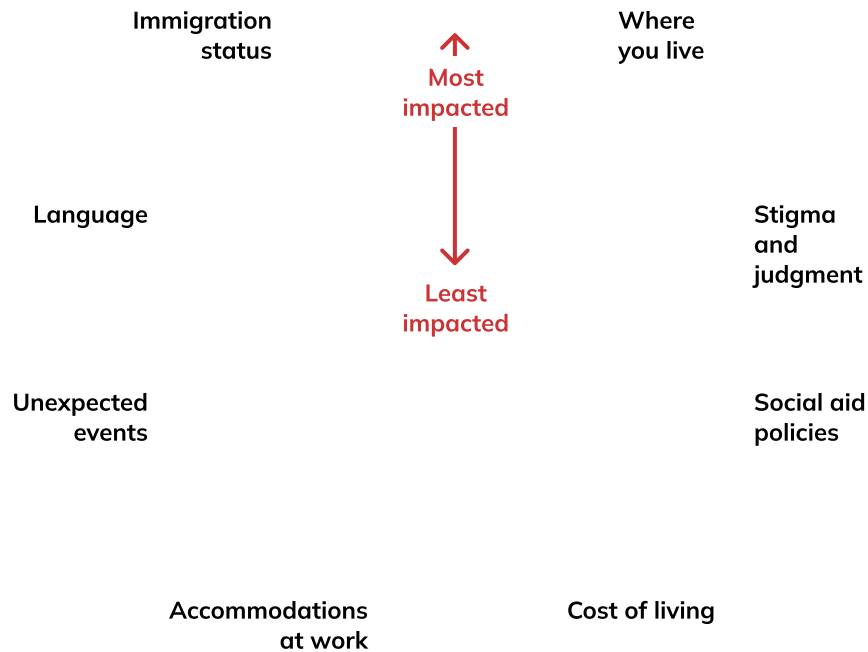 Immigration
status
Where
you live
Most
impacted
Language
Stigma
and
judgment
Least
impacted
Unexpected
events
Social aid
policies
Accommodations
at work
Cost of living